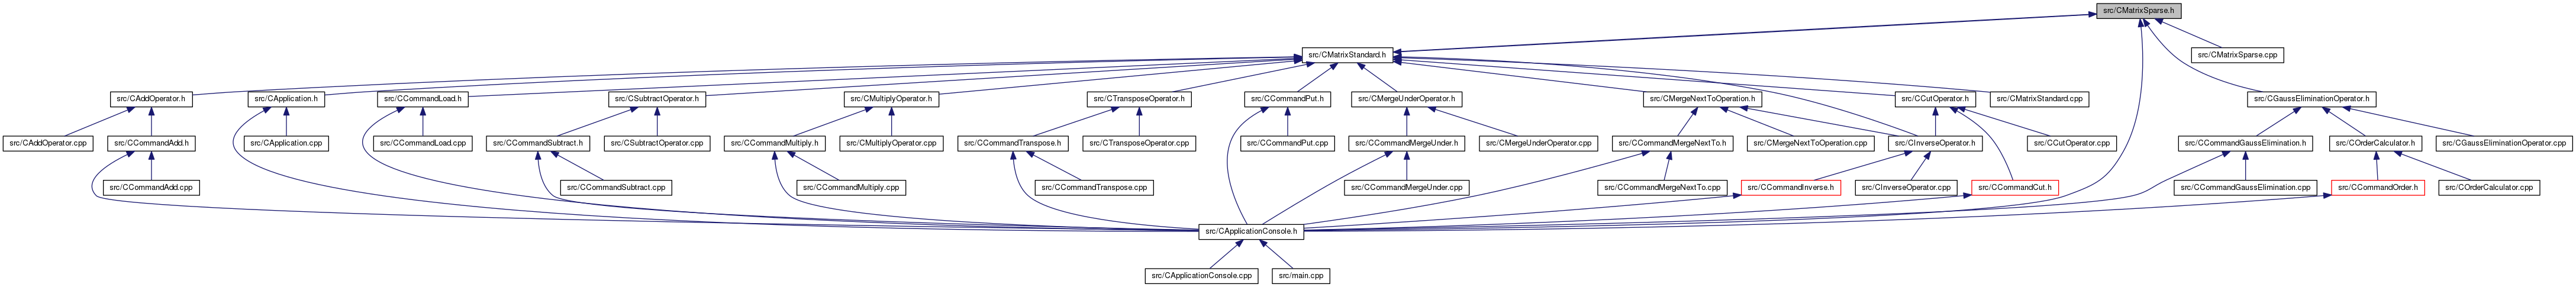 src/CMatrixSparse.h
src/CMatrixStandard.h
src/CMatrixSparse.cpp
src/CAddOperator.h
src/CApplication.h
src/CCommandLoad.h
src/CSubtractOperator.h
src/CMultiplyOperator.h
src/CTransposeOperator.h
src/CCommandPut.h
src/CMergeUnderOperator.h
src/CMergeNextToOperation.h
src/CCutOperator.h
src/CMatrixStandard.cpp
src/CGaussEliminationOperator.h
src/CAddOperator.cpp
src/CCommandAdd.h
src/CApplication.cpp
src/CCommandLoad.cpp
src/CCommandSubtract.h
src/CSubtractOperator.cpp
src/CCommandMultiply.h
src/CMultiplyOperator.cpp
src/CCommandTranspose.h
src/CTransposeOperator.cpp
src/CCommandPut.cpp
src/CCommandMergeUnder.h
src/CMergeUnderOperator.cpp
src/CCommandMergeNextTo.h
src/CMergeNextToOperation.cpp
src/CInverseOperator.h
src/CCutOperator.cpp
src/CCommandGaussElimination.h
src/COrderCalculator.h
src/CGaussEliminationOperator.cpp
src/CCommandAdd.cpp
src/CCommandSubtract.cpp
src/CCommandMultiply.cpp
src/CCommandTranspose.cpp
src/CCommandMergeUnder.cpp
src/CCommandMergeNextTo.cpp
src/CCommandInverse.h
src/CInverseOperator.cpp
src/CCommandCut.h
src/CCommandGaussElimination.cpp
src/CCommandOrder.h
src/COrderCalculator.cpp
src/CApplicationConsole.h
src/CApplicationConsole.cpp
src/main.cpp